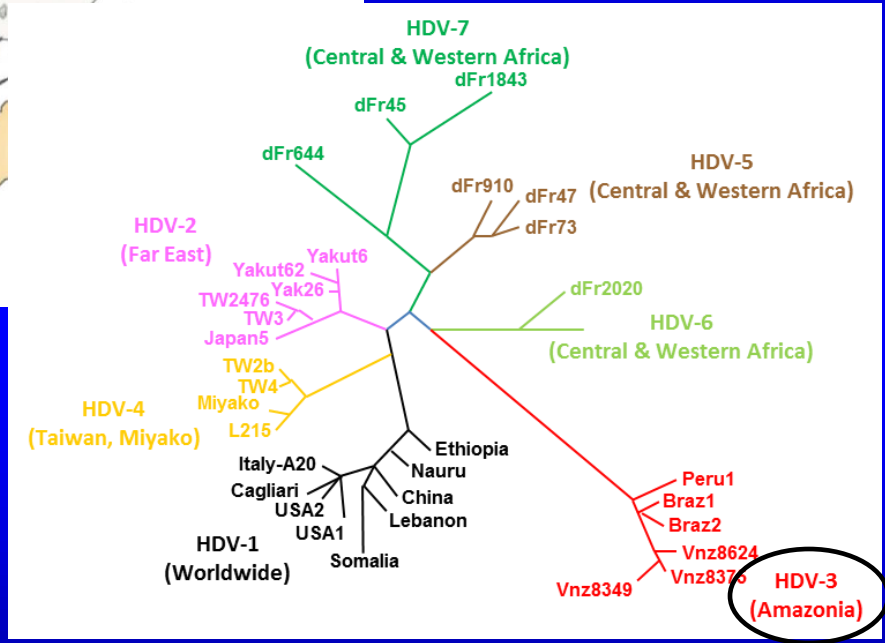 HDV-7
(Central & Western Africa)
dFr1843
dFr45
dFr644
HDV-5
(Central & Western Africa)
dFr910
dFr47
dFr73
HDV-2
(Far East)
Yakut6
Yakut62
Yak26
TW2476
TW3
Japan5
dFr2020
HDV-6
(Central & Western Africa)
TW2b
TW4
Miyako
L215
HDV-4
(Taiwan, Miyako)
Ethiopia
Nauru
China
Lebanon
Somalia
Italy-A20
Cagliari
USA2
USA1
HDV-1
(Worldwide)
Peru1
Braz1
Braz2
Vnz8624
Vnz8375
Vnz8349
HDV-3
(Amazonia)